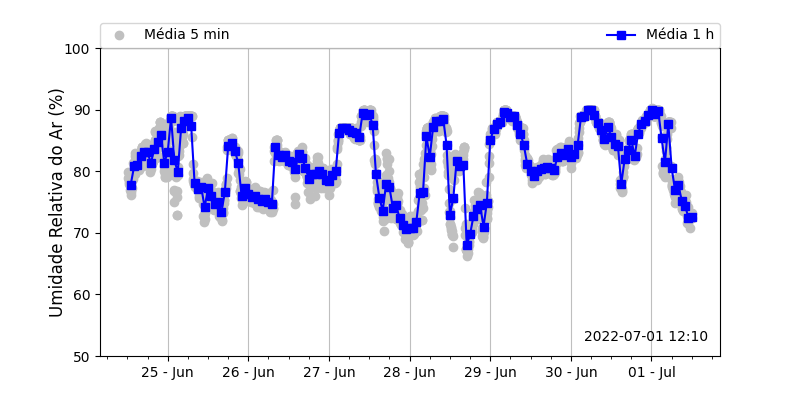 Média 5 min
Média 1 h
100
90
80
70
60
50
Umidade Relativa do Ar (%)
2022-07-01 12:10
25 - Jun
26 - Jun
27 - Jun
28 - Jun
29 - Jun
30 - Jun
01 - Jul